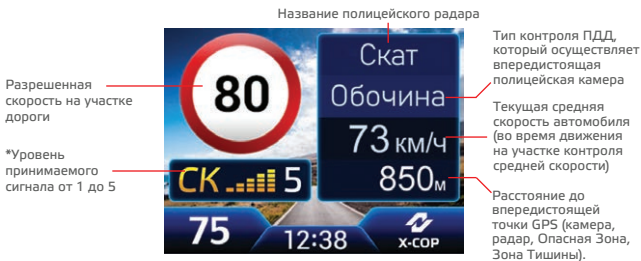 Название полицейского радара
Разрешенная
скорость на участке
дороги
*Уровень
принимаемого
сигнала от 1 до 5
80
СК 5
75
12:38
X-COP
Скат
Обочина
73 км/ч
850м
Тип контроля ПДД,
который осуществляет
впередистоящая
полицейская камера
Текущая средняя
скорость автомобиля
(во время движения
на участке контроля
средней скорости)
Расстояние до
впередистоящей
точки GPS (камера,
радар, Опасная Зона,
Зона Тишины).